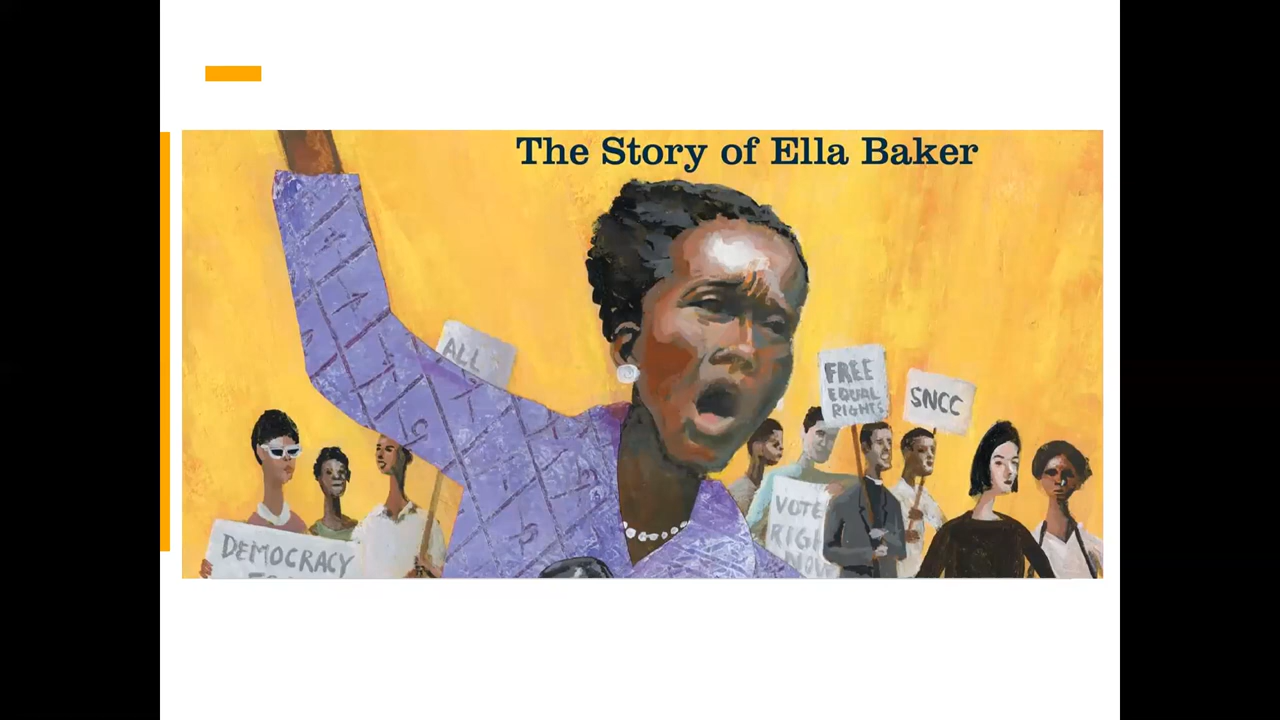 The Story of Ella Baker
ALL
FREE
EQUAL
RIGHTS
SNCC
VOTE
DEMOCRACY